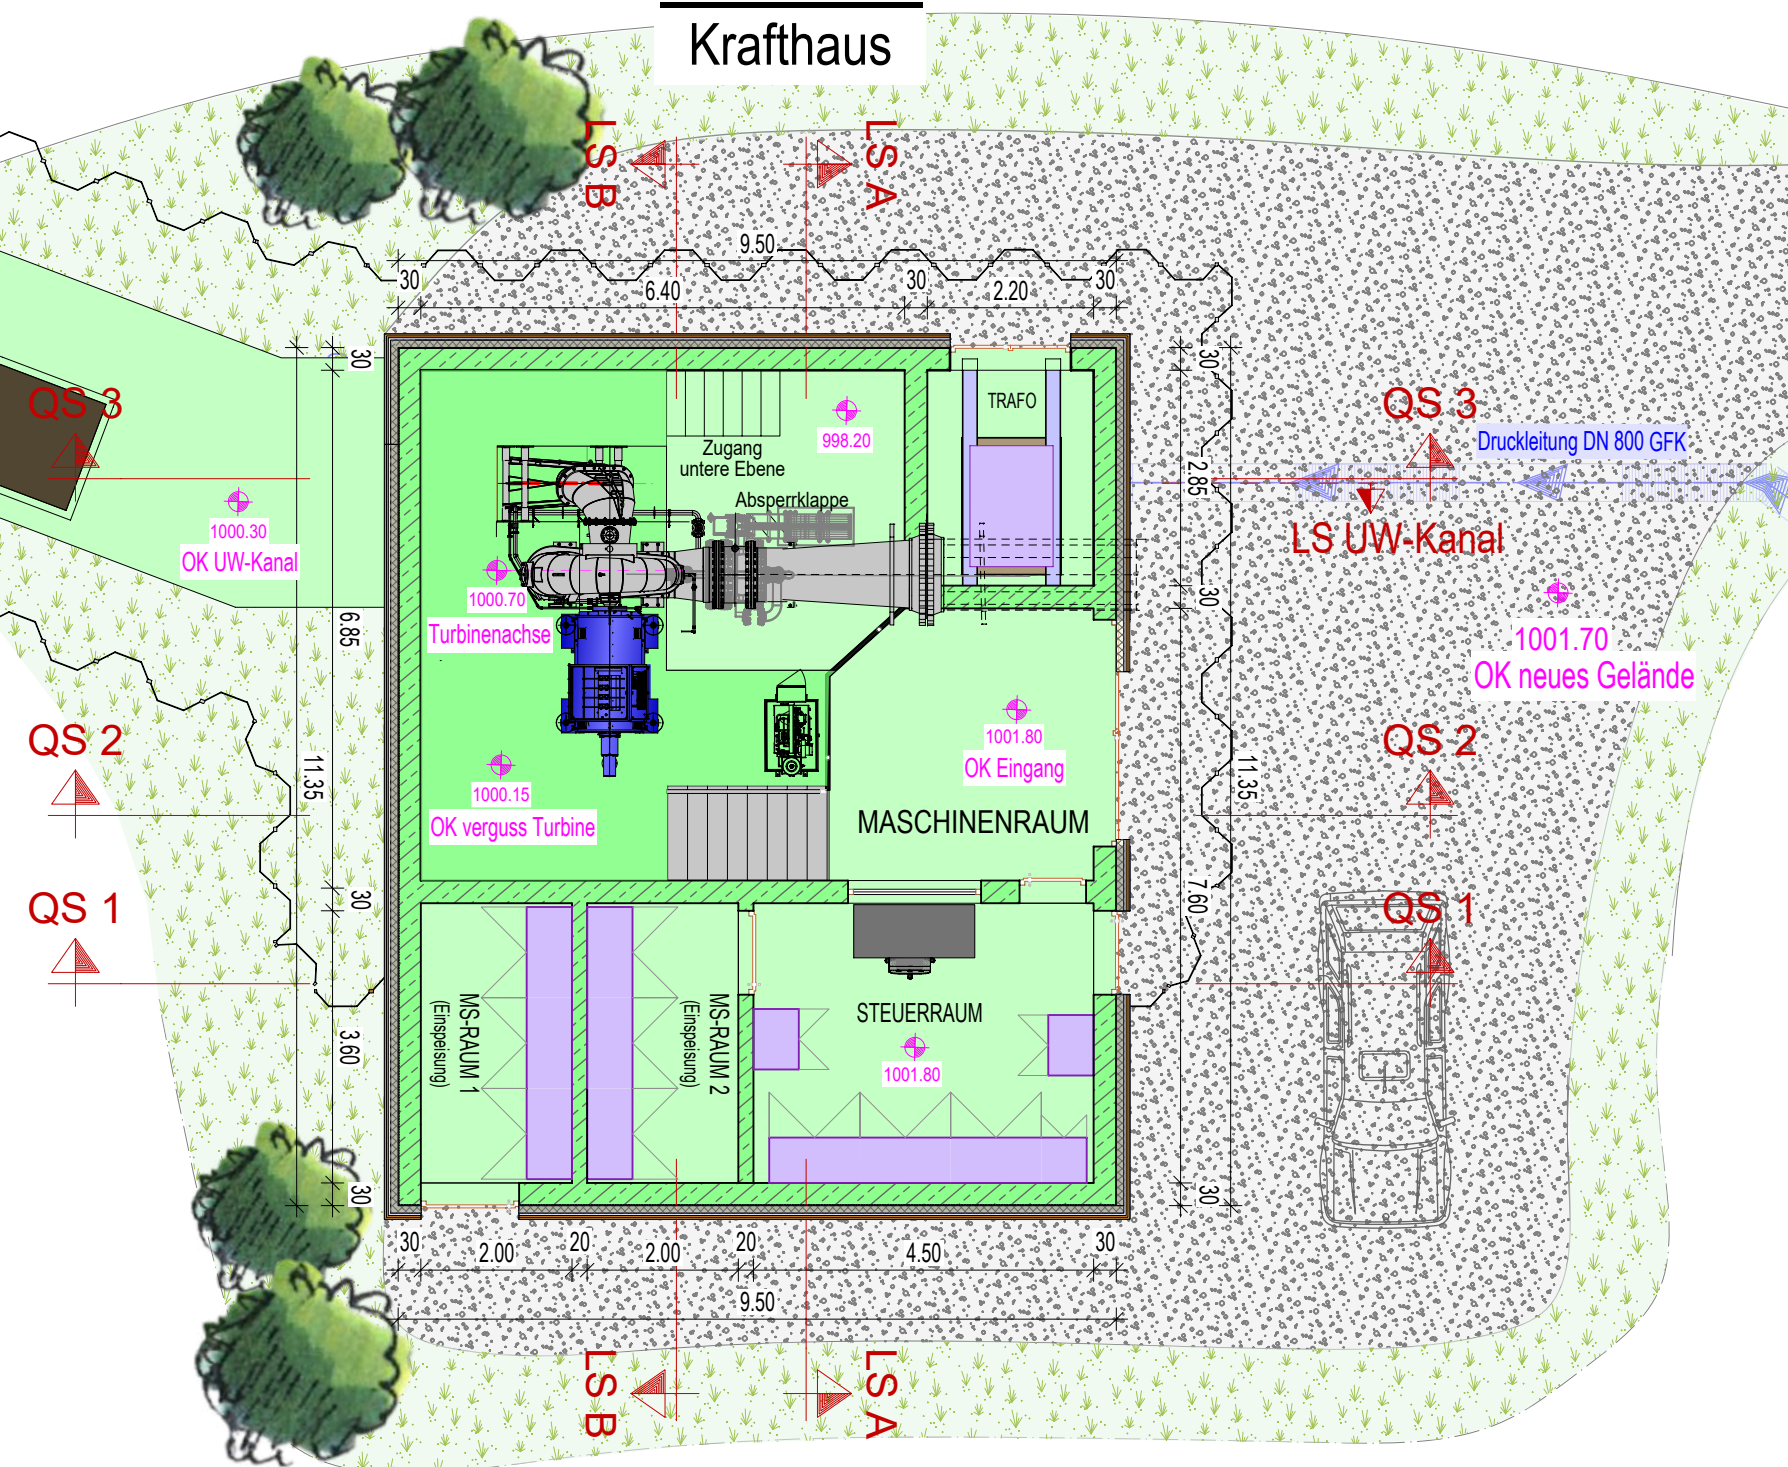 Krafthaus
LS B
LS A
9.50
30
6.40
30
2.20
30
30
30
TRAFO
QS 3
QS 3
998.20
Zugang
untere Ebene
Druckleitung DN 800 GFK
2.85
Absperrklappe
1000.30
OK UW-Kanal
LS UW-Kanal
1000.70
Turbinenachse
30
6.85
1001.70
OK neues Gelände
1001.80
OK Eingang
QS 2
QS 2
11.35
11.35
1000.15
OK verguss Turbine
MASCHINENRAUM
30
7.60
QS 1
QS 1
MS-RAUM 1
(Einspeisung)
MS-RAUM 2
(Einspeisung)
STEUERRAUM
1001.80
3.60
30
30
30
2.00
20
2.00
20
4.50
30
9.50
LS B
LS A